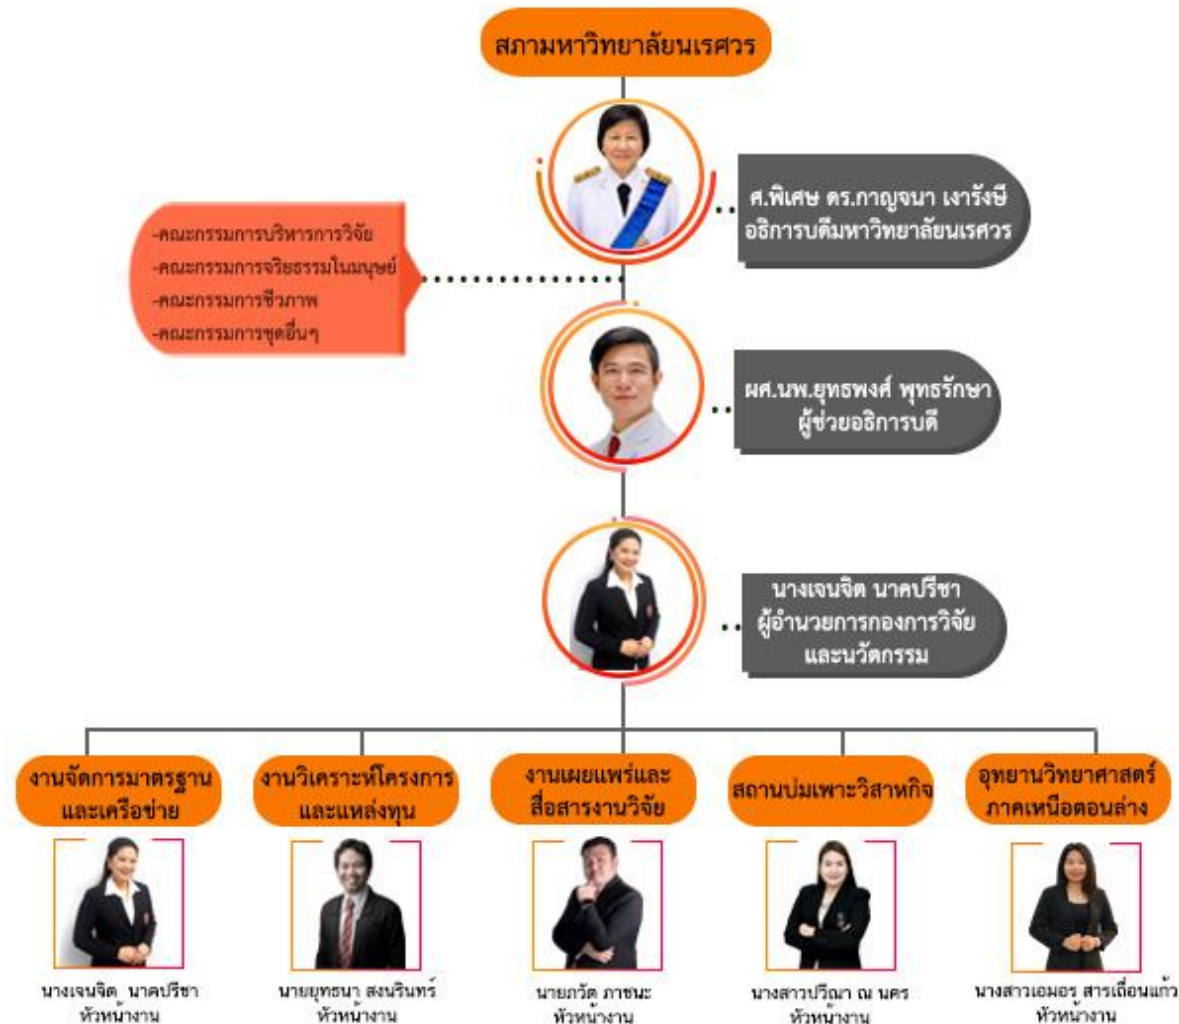 สภามหาวิทยาลัยนเรศวร
ศ.พิเศษ ดร.กาญจนา เงารังษี
อธิการบดีมหาวิทยาลัยนเรศวร
-คณะกรรมการบริหารการวิจัย
-คณะกรรมการจริยธรรมในมนุษย์
-คณะกรรมการชีวภาพ
-คณะกรรมการชุดอื่นๆ
ผศ.นพ.ยุทธพงศ์ พุทธรักษา
ผู้ช่วยอธิการบดี
นางเจนจิต นาคปรีชา
ผู้อำนวยการกองการวิจัย
และนวัตกรรม
งานจัดการมาตรฐาน
และเครือข่าย
งานวิเคราะห์โครงการ
และแหล่งทุน
งานเผยแพร่และ
สื่อสารงานวิจัย
สถานบ่มเพาะวิสาหกิจ
อุทยานวิทยาศาสตร์
ภาคเหนือตอนล่าง
นางเจนจิต นาคปรีชา
หัวหน้างาน
นายยุทธนา สงนรินทร์
หัวหน้างาน
นายภวัต ภาชนะ
หัวหน้างาน
นางสาวปวีณา ณ นคร
หัวหน้างาน
นางสาวเอมอร สารเถื่อนแก้ว
หัวหน้างาน